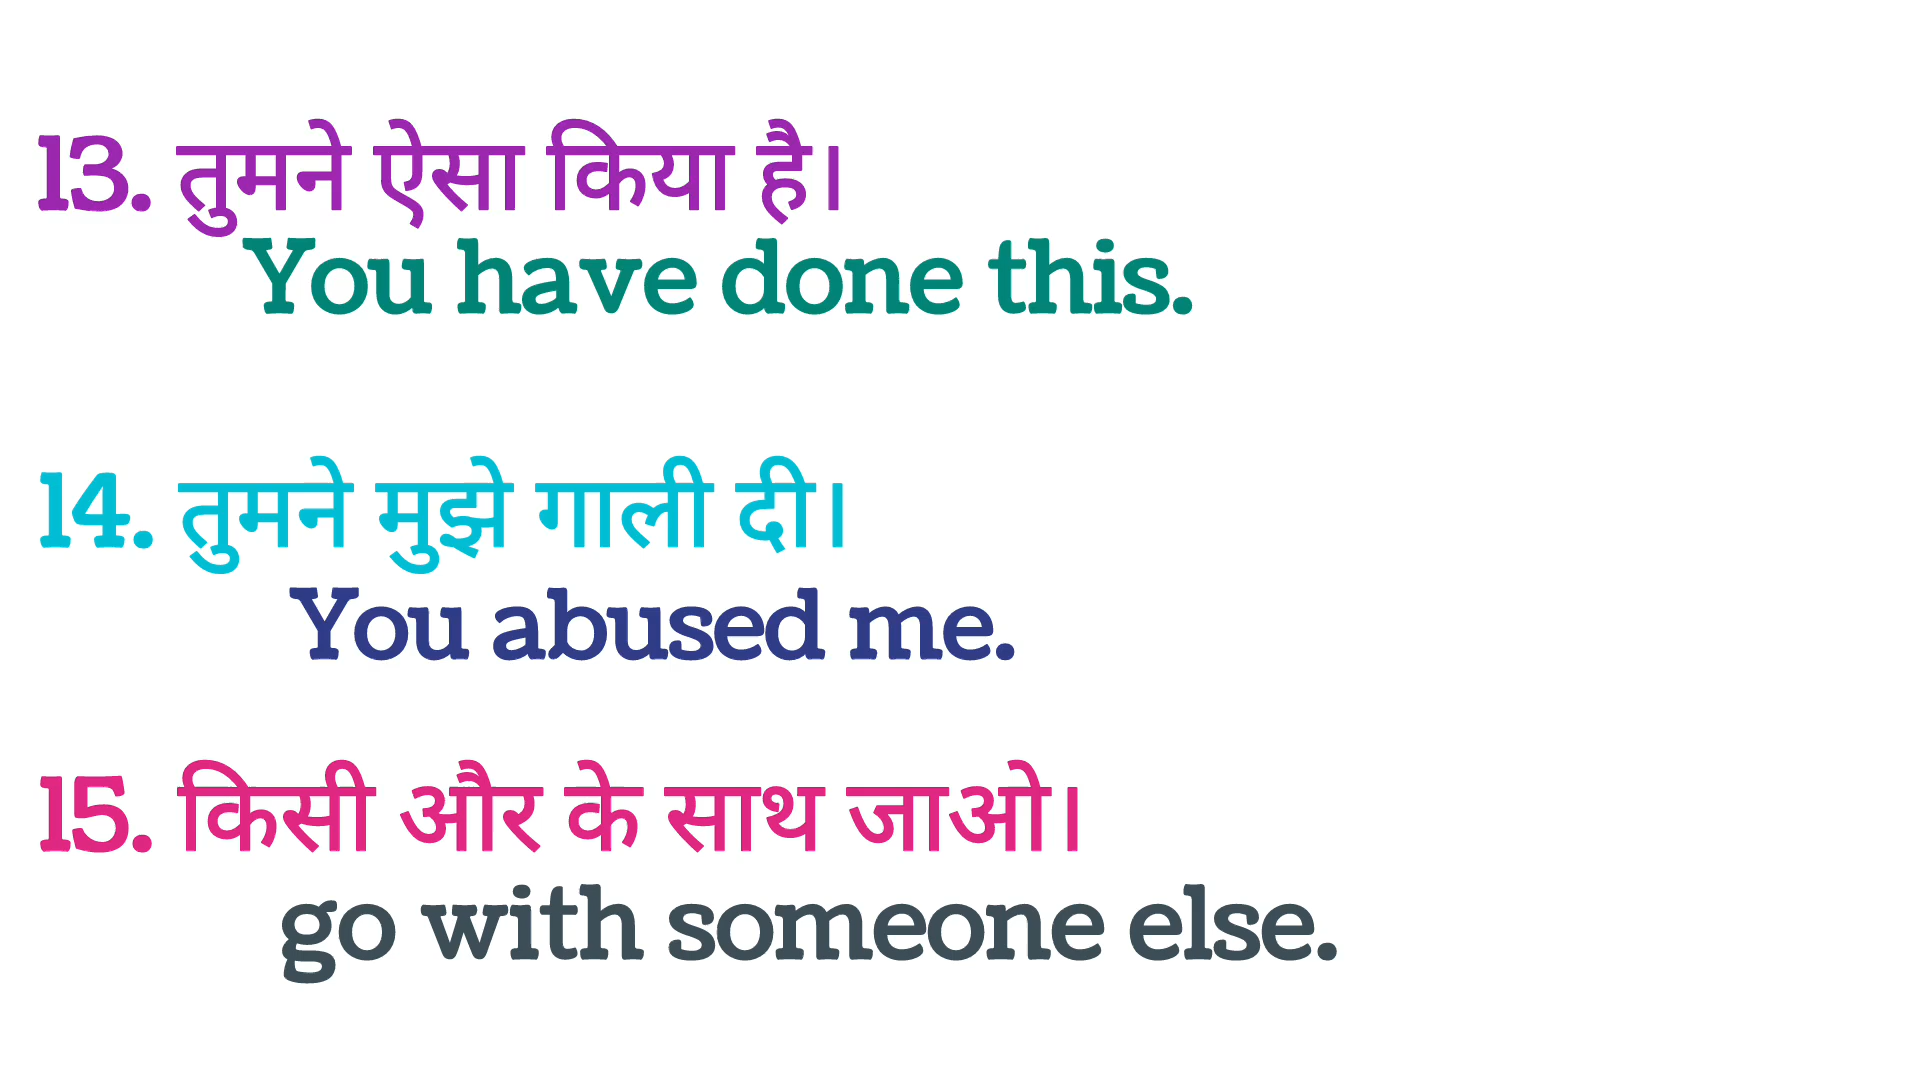 13. तुमने ऐसा किया है।
You have done this.
14. तुमने मुझे गाली दी।
You abused me.
15. किसी और के साथ जाओ।
go with someone else.